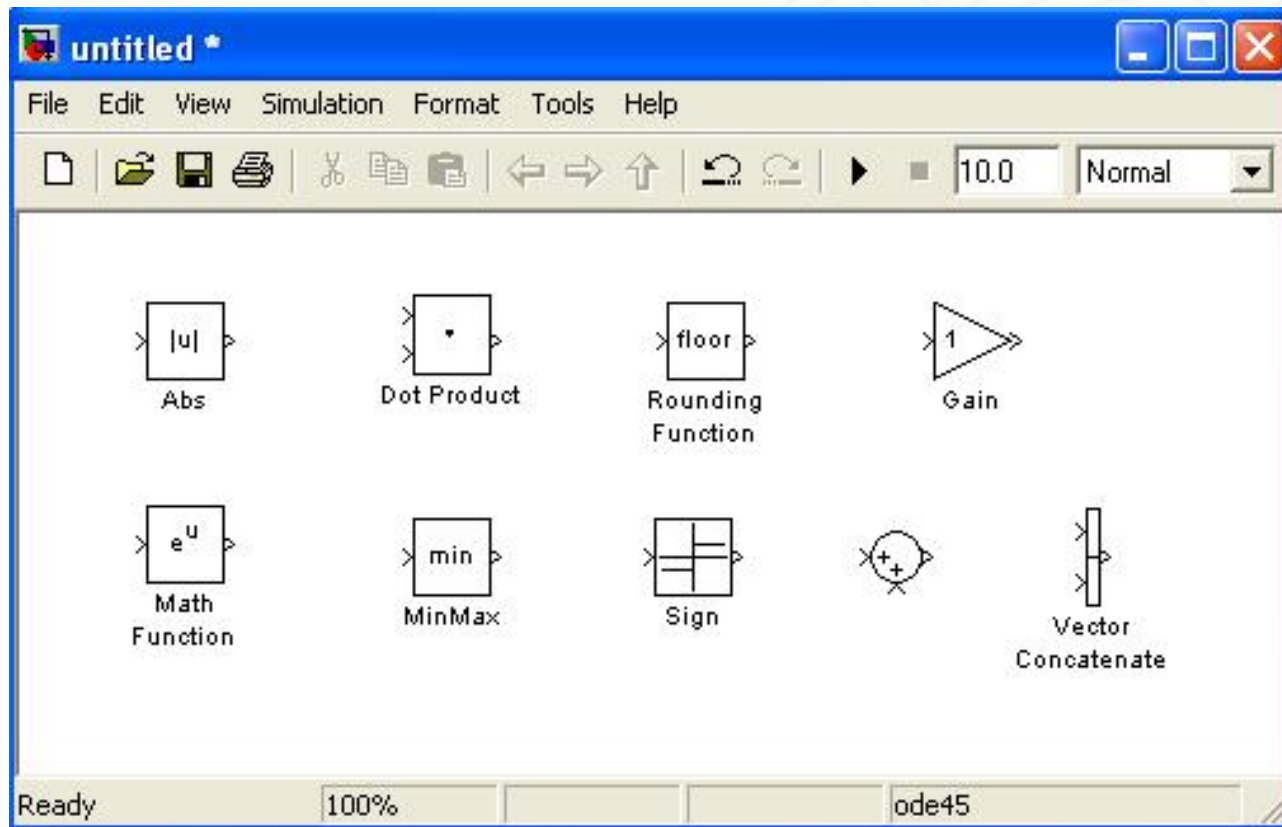 untitled *
File Edit View Simulation Format Tools Help
10.0 Normal
|u|
Abs
Dot Product
floor
Rounding
Function
1
Gain
e^u
Math
Function
min
MinMax
Sign
+
+
Vector
Concatenate
Ready 100% ode45